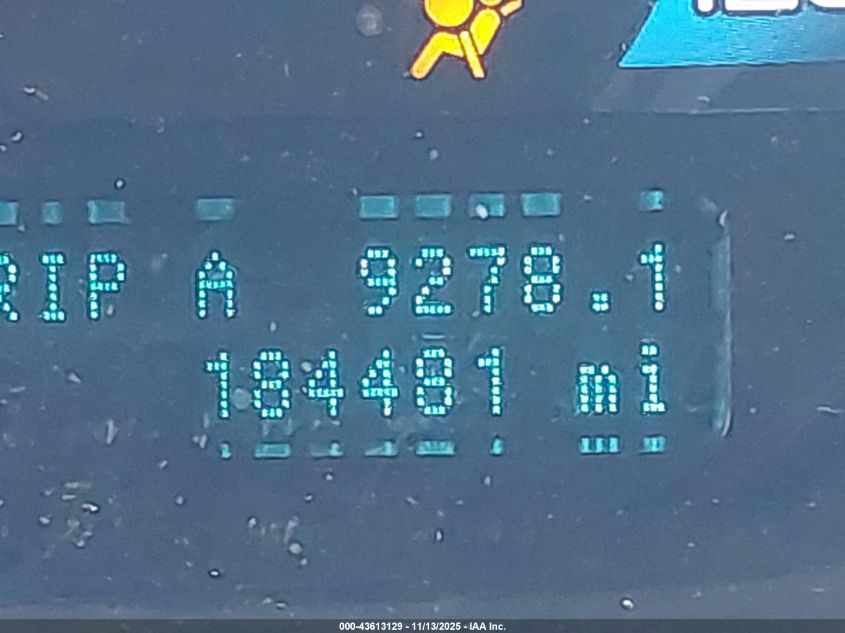 RIP A 9278.1
184481 mi
000-43613129 - 11/13/2025 - IAA Inc.